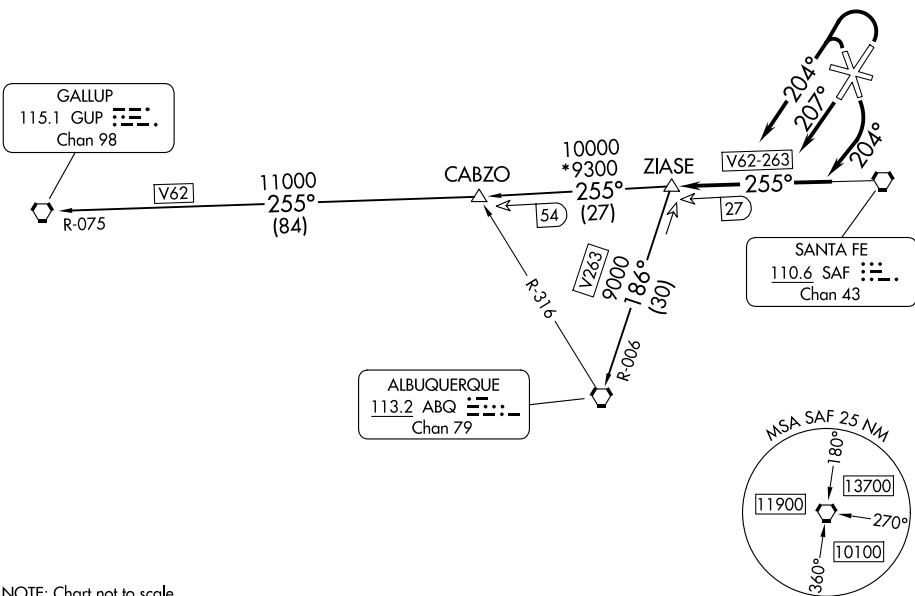 GALLUP
115.1 GUP
Chan 98
R-075
V62
11000
255°
(84)
CABZO
10000
*9300
255°
(27)
54
ZIASE
V62-263
255°
27
204°
207°
204°
SANTA FE
110.6 SAF
Chan 43
V263
9000
186°
(30)
R-316
R-006
ALBUQUERQUE
113.2 ABQ
Chan 79
MSA SAF 25 NM
180°
13700
11900
270°
10100
360°
NOTE: Chart not to scale